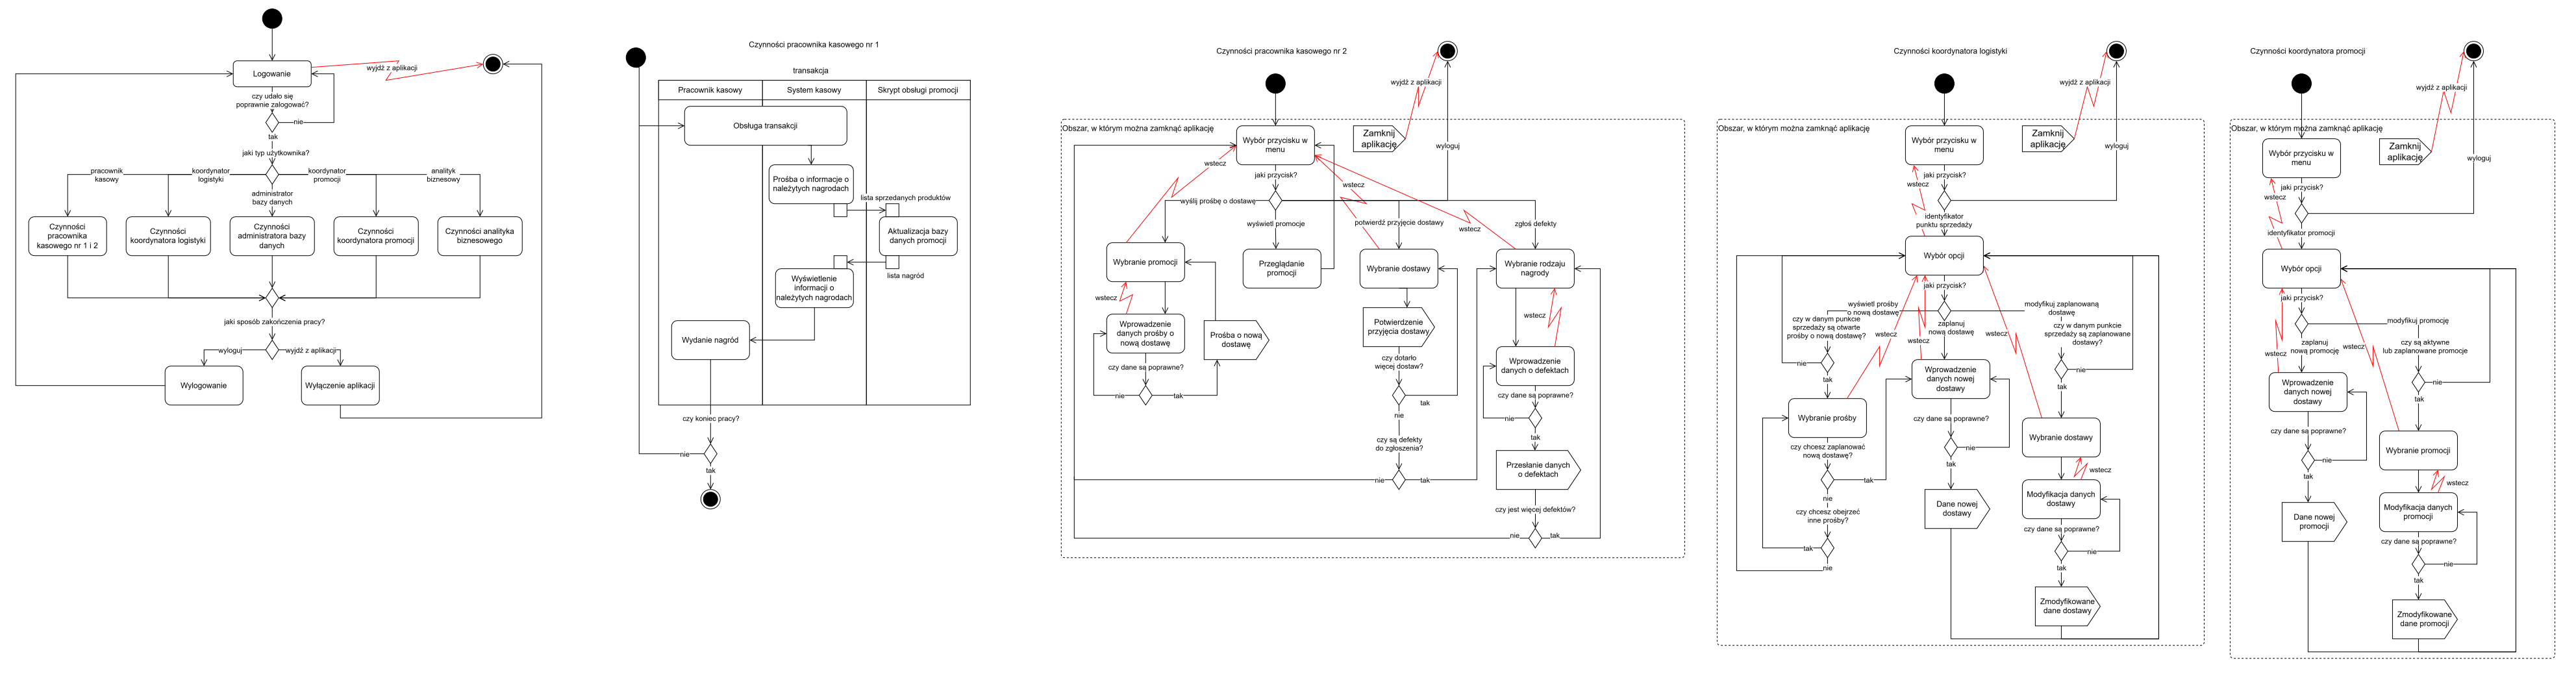 Logowanie
wyjdź z aplikacji
czy udało się
poprawnie zalogować?
nie
tak
jaki typ użytkownika?
pracownik
kasowy
koordynator
logistyki
administrator
bazy danych
koordynator
promocji
analityk
biznesowy
Czynności
pracownika
kasowego nr 1 i 2
Czynności
koordynatora logistyki
Czynności
administratora bazy
danych
Czynności
koordynatora promocji
Czynności analityka
biznesowego
jaki sposób zakończenia pracy?
wyloguj
wyjdź z aplikacji
Wylogowanie
Wyłączenie aplikacji
Czynności pracownika kasowego nr 1
transakcja
Pracownik kasowy
System kasowy
Skrypt obsługi promocji
Obsługa transakcji
Prośba o informacje o
należytych nagrodach
lista sprzedanych produktów
Aktualizacja bazy
danych promocji
lista nagród
Wyświetlenie
informacji o
należytych nagrodach
Wydanie nagród
czy koniec pracy?
nie
tak
Czynności pracownika kasowego nr 2
wyjdź z aplikacji
Obszar, w którym można zamknąć aplikację
Wybór przycisku w
menu
Zamknij
aplikację
wyloguj
wstecz
jaki przycisk?
wstecz
wyślij prośbę o dostawę
wyświetl promocje
potwierdź przyjęcie dostawy
zgłoś defekty
wstecz
Wybranie promocji
Przeglądanie
promocji
Wybranie dostawy
Wybranie rodzaju
nagrody
wstecz
Wprowadzenie
danych prośby o
nową dostawę
Prośba o nową
dostawę
Potwierdzenie
przyjęcia dostawy
wstecz
czy dane są poprawne?
nie
tak
czy dotarło
więcej dostaw?
tak
nie
Wprowadzenie
danych o defektach
czy dane są poprawne?
nie
tak
czy są defekty
do zgłoszenia?
nie
tak
Przesłanie danych
o defektach
czy jest więcej defektów?
nie
tak
Czynności koordynatora logistyki
wyjdź z aplikacji
Obszar, w którym można zamknąć aplikację
Wybór przycisku w
menu
Zamknij
aplikację
wyloguj
jaki przycisk?
wstecz
identyfikator
punktu sprzedaży
Wybór opcji
jaki przycisk?
wyświetl prośby
o nową dostawę
zaplanuj
nową dostawę
modyfikuj zaplanowaną
dostawę
czy w danym punkcie
sprzedaży są otwarte
prośby o nową dostawę?
nie
tak
wstecz
wstecz
wstecz
czy w danym punkcie
sprzedaży są zaplanowane
dostawy?
nie
tak
Wprowadzenie
danych nowej
dostawy
Wybranie prośby
czy chcesz zaplanować
nową dostawę?
tak
nie
czy chcesz obejrzeć
inne prośby?
tak
nie
czy dane są poprawne?
nie
tak
Dane nowej
dostawy
Wybranie dostawy
wstecz
Modyfikacja danych
dostawy
czy dane są poprawne?
nie
tak
Zmodyfikowane
dane dostawy
Czynności koordynatora promocji
wyjdź z aplikacji
Obszar, w którym można zamknąć aplikację
Wybór przycisku w
menu
Zamknij
aplikację
wyloguj
jaki przycisk?
wstecz
identyfikator promocji
Wybór opcji
jaki przycisk?
modyfikuj promocję
zaplanuj
nową promocję
wstecz
wstecz
czy są aktywne
lub zaplanowane promocje
nie
tak
Wprowadzenie
danych nowej
dostawy
czy dane są poprawne?
nie
tak
Dane nowej
promocji
Wybranie promocji
wstecz
Modyfikacja danych
promocji
czy dane są poprawne?
nie
tak
Zmodyfikowane
dane promocji